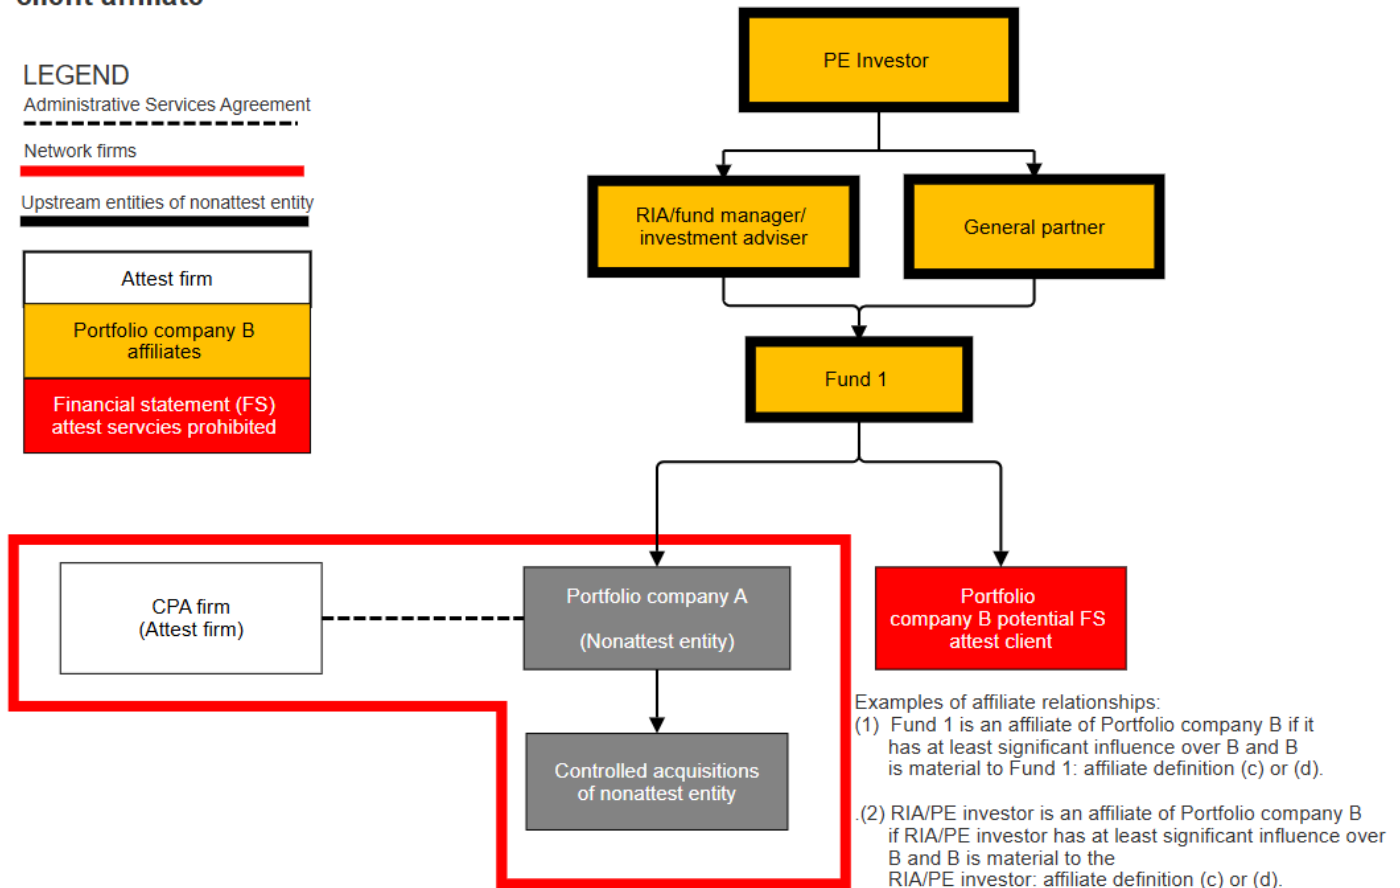 client affiliate
LEGEND
Administrative Services Agreement
Network firms
Upstream entities of nonattest entity
Attest firm
Portfolio company B
affiliates
Financial statement (FS)
attest servcies prohibited
PE Investor
RIA/fund manager/
investment adviser
General partner
Fund 1
CPA firm
(Attest firm)
Portfolio company A
(Nonattest entity)
Controlled acquisitions
of nonattest entity
Portfolio
company B potential FS
attest client
Examples of affiliate relationships:
(1) Fund 1 is an affiliate of Portfolio company B if it
has at least significant influence over B and B
is material to Fund 1: affiliate definition (c) or (d).
.(2) RIA/PE investor is an affiliate of Portfolio company B
if RIA/PE investor has at least significant influence over
B and B is material to the
RIA/PE investor: affiliate definition (c) or (d).